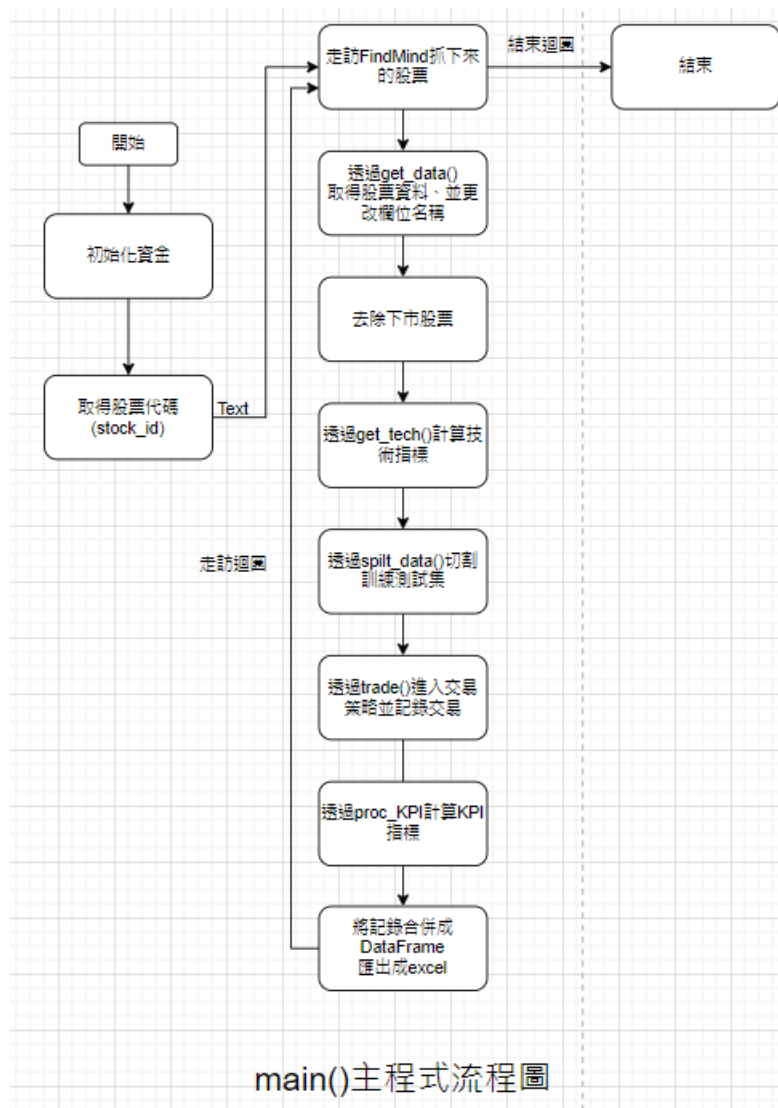 開始
初始化資金
取得股票代碼
(stock_id)
Text
走訪FindMind抓下來
的股票
結束迴圈
結束
透過get_data()
取得股票資料、並更
改欄位名稱
去除下市股票
透過get_tech()計算技
術指標
透過spilt_data()切割
訓練測試集
走訪迴圈
透過trade()進入交易
策略並記錄交易
透過proc_KPI計算KPI
指標
將記錄合併成
DataFrame
匯出成excel
main()主程式流程圖